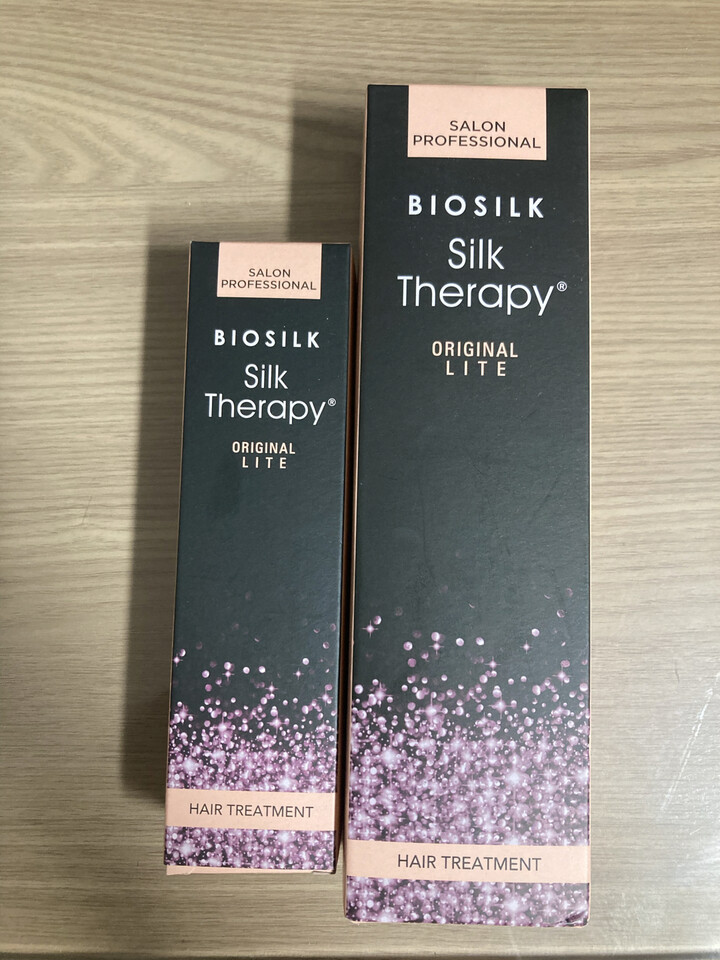 SALON
PROFESSIONAL
BIOSILK
Silk
Therapy®
ORIGINAL
LITE
HAIR TREATMENT
SALON
PROFESSIONAL
BIOSILK
Silk
Therapy®
ORIGINAL
LITE
HAIR TREATMENT